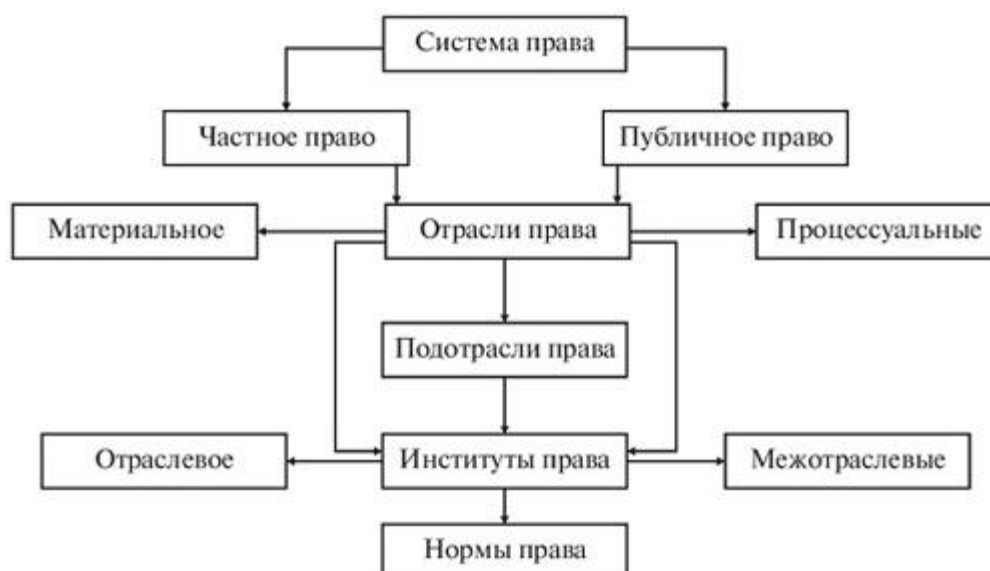 Система права
Частное право
Публичное право
Материальное
Отрасли права
Процессуальные
Подотрасли права
Отраслевое
Институты права
Межотраслевые
Нормы права